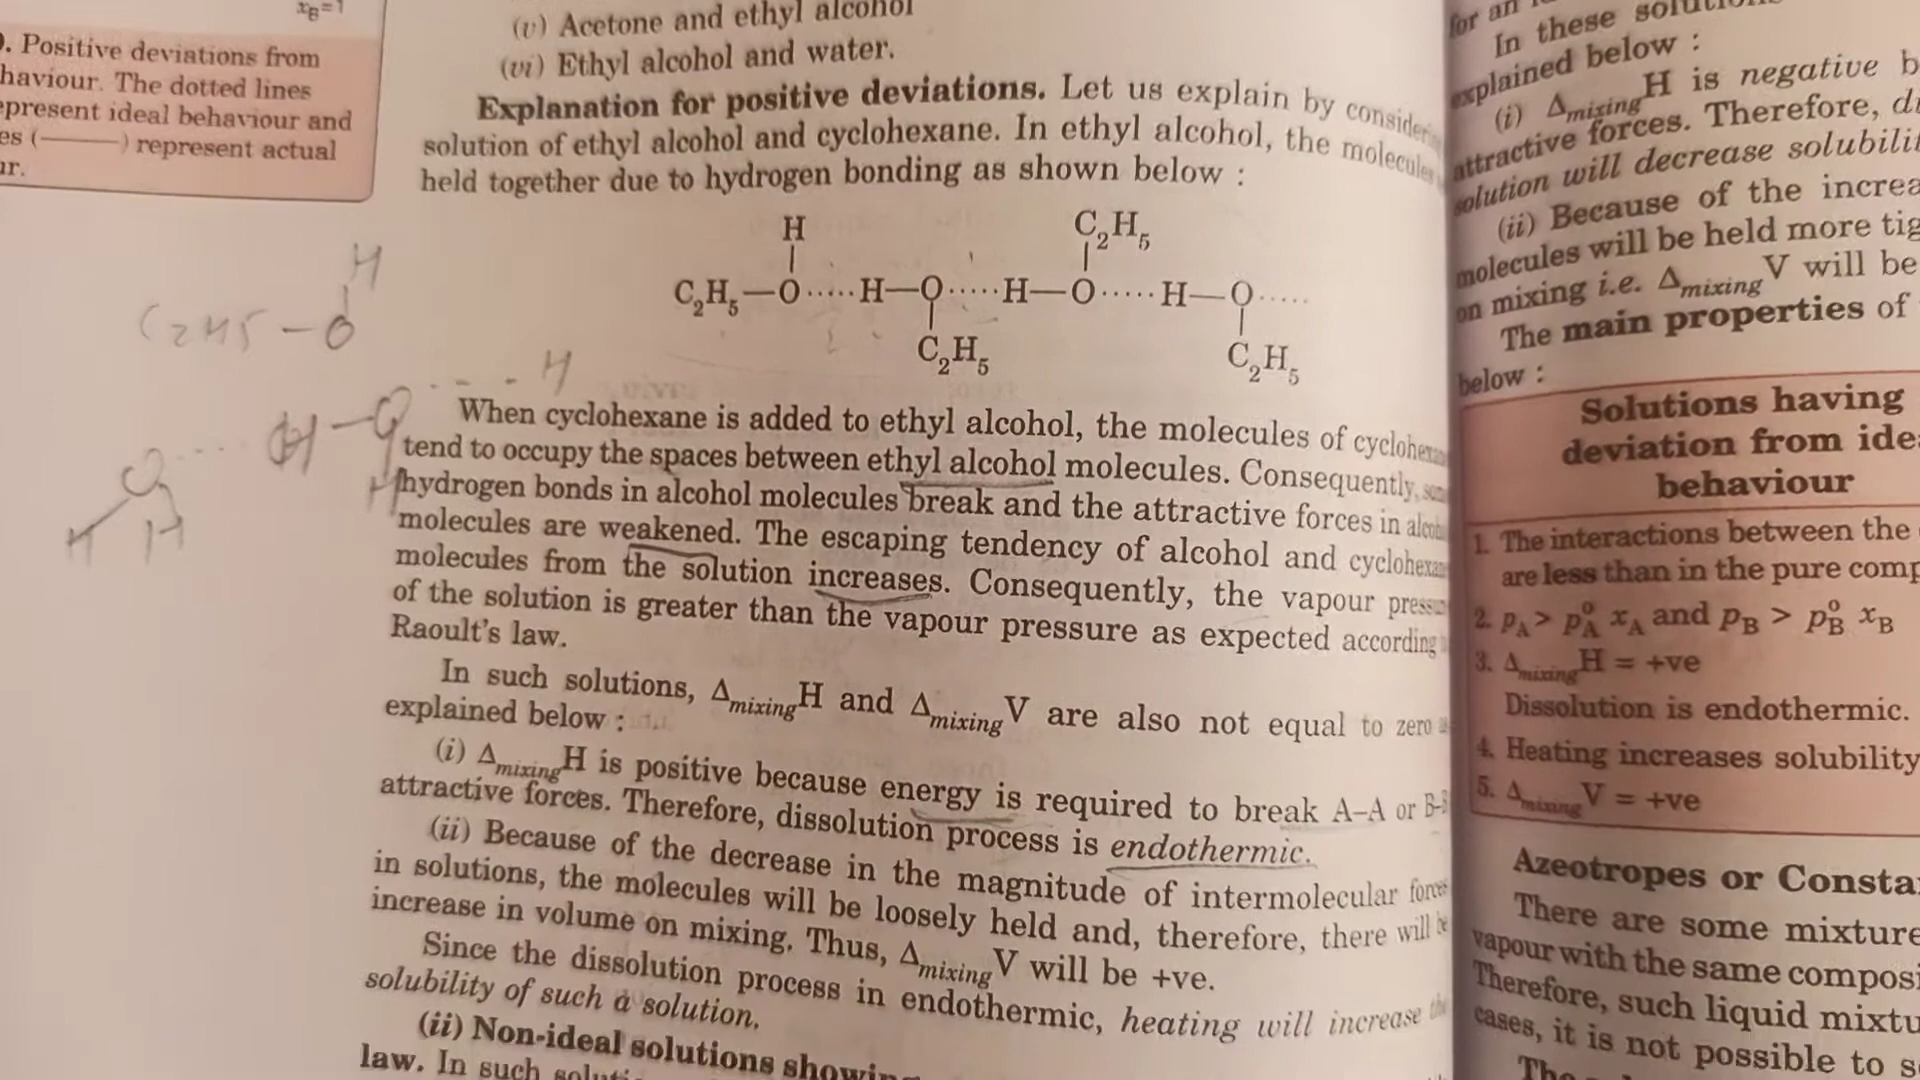 xB=1
. Positive deviations from
haviour. The dotted lines
present ideal behaviour and
es (———) represent actual
ur.
(v) Acetone and ethyl alcohol
(vi) Ethyl alcohol and water.
Explanation for positive deviations. Let us explain by
solution of ethyl alcohol and cyclohexane. In ethyl alcohol, the molecules
held together due to hydrogen bonding as shown below :
H C₂H₅
C₂H₅—O·····H—O·····H—O·····H—O·····
C₂H₅ C₂H₅
H
C2H5 – O
H
H – O
O
H H
When cyclohexane is added to ethyl alcohol, the molecules of
tend to occupy the spaces between ethyl alcohol molecules. Consequently,
hydrogen bonds in alcohol molecules break and the attractive forces in
molecules are weakened. The escaping tendency of alcohol and
molecules from the solution increases. Consequently, the vapour
of the solution is greater than the vapour pressure as expected according
Raoult's law.
In such solutions, ΔmixingH and ΔmixingV are also not equal to zero
explained below :
(i) ΔmixingH is positive because energy is required to break A–A or B–B
attractive forces. Therefore, dissolution process is endothermic.
(ii) Because of the decrease in the magnitude of intermolecular forces
in solutions, the molecules will be loosely held and, therefore, there will be
increase in volume on mixing. Thus, ΔmixingV will be +ve.
Since the dissolution process in endothermic, heating will increase
solubility of such a solution.
(ii) Non-ideal solutions showing
law. In such
for an
In these
explained below :
(i) ΔmixingH is negative b
attractive forces. Therefore, di
solution will decrease solubili
(ii) Because of the increa
molecules will be held more tig
on mixing i.e. ΔmixingV will be
The main properties of
below :
Solutions having
deviation from idea
behaviour
1. The interactions between the
are less than in the pure comp
2. pA > p°A xA and pB > p°B xB
3. ΔmixingH = +ve
Dissolution is endothermic.
4. Heating increases solubility
5. ΔmixingV = +ve
Azeotropes or Consta
There are some mixture
vapour with the same composi
Therefore, such liquid mixtu
cases, it is not possible to s